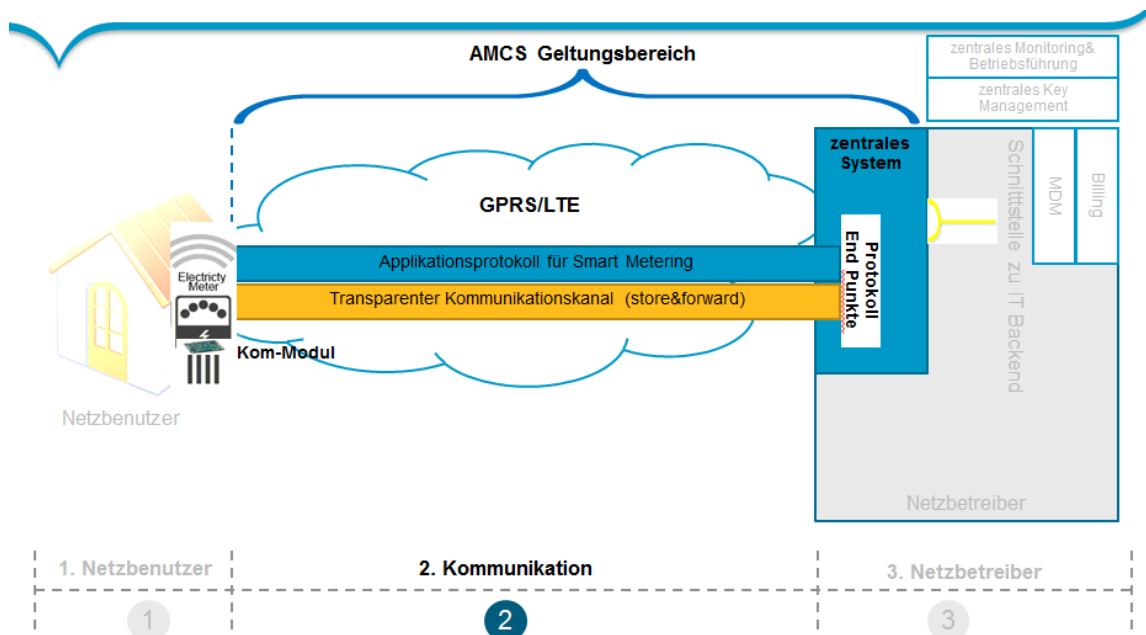 AMCS Geltungsbereich
zentrales Monitoring&
Betriebsführung
zentrales Key
Management
zentrales
System
Schnittstelle zu IT Backend
MDM
Billing
GPRS/LTE
Electricty
Meter
Applikationsprotokoll für Smart Metering
Transparenter Kommunikationskanal (store&forward)
Protokoll
End Punkte
Kom-Modul
Netzbenutzer
Netzbetreiber
1. Netzbenutzer
2. Kommunikation
3. Netzbetreiber
1
2
3